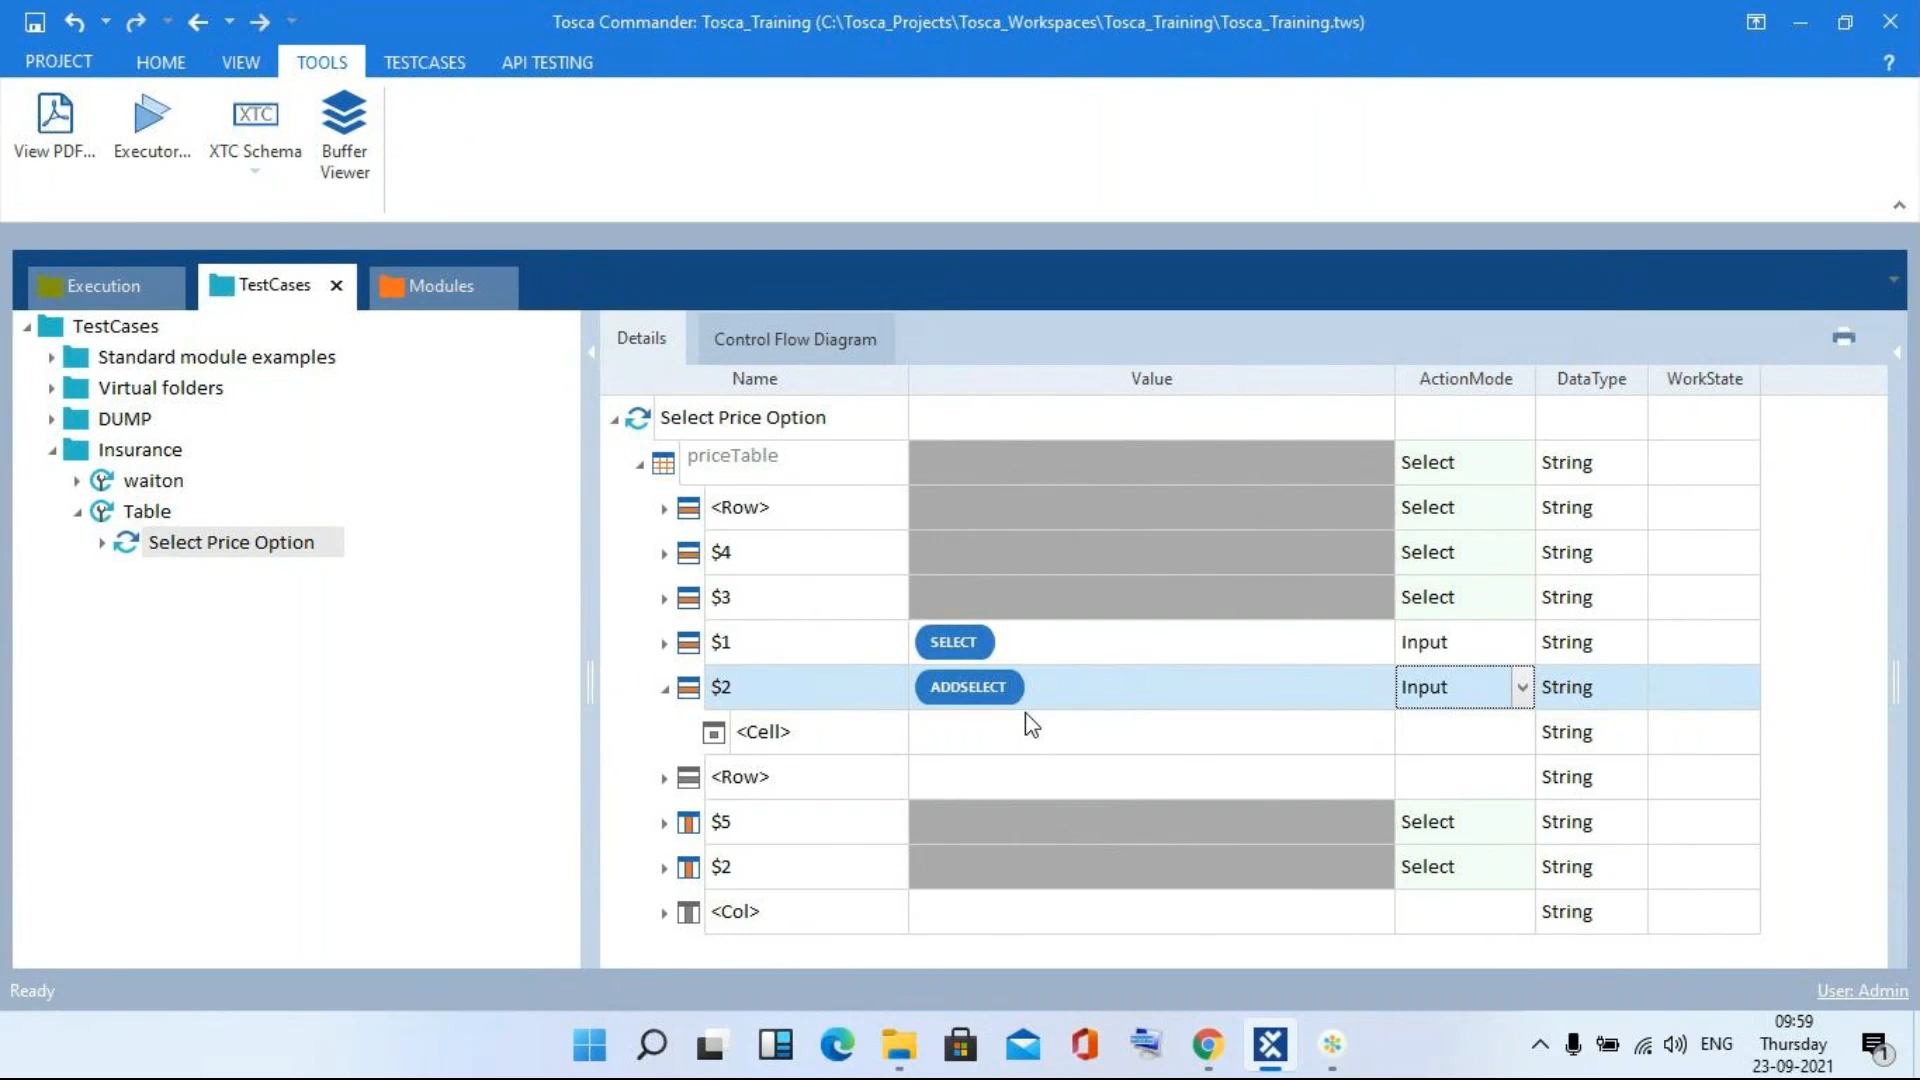 Tosca Commander: Tosca_Training (C:\Tosca_Projects\Tosca_Workspaces\Tosca_Training\Tosca_Training.tws)
PROJECT HOME VIEW TOOLS TESTCASES API TESTING ?
View PDF... Executor... XTC XTC Schema Buffer Viewer
Execution TestCases Modules
TestCases
Standard module examples
Virtual folders
DUMP
Insurance
waiton
Table
Select Price Option
Details Control Flow Diagram
Name Value ActionMode DataType WorkState
Select Price Option
priceTable Select String
<Row> Select String
$4 Select String
$3 Select String
$1 SELECT Input String
$2 ADDSELECT Input String
<Cell> String
<Row> String
$5 Select String
$2 Select String
<Col> String
Ready User: Admin
ENG
09:59
Thursday
23-09-2021
1